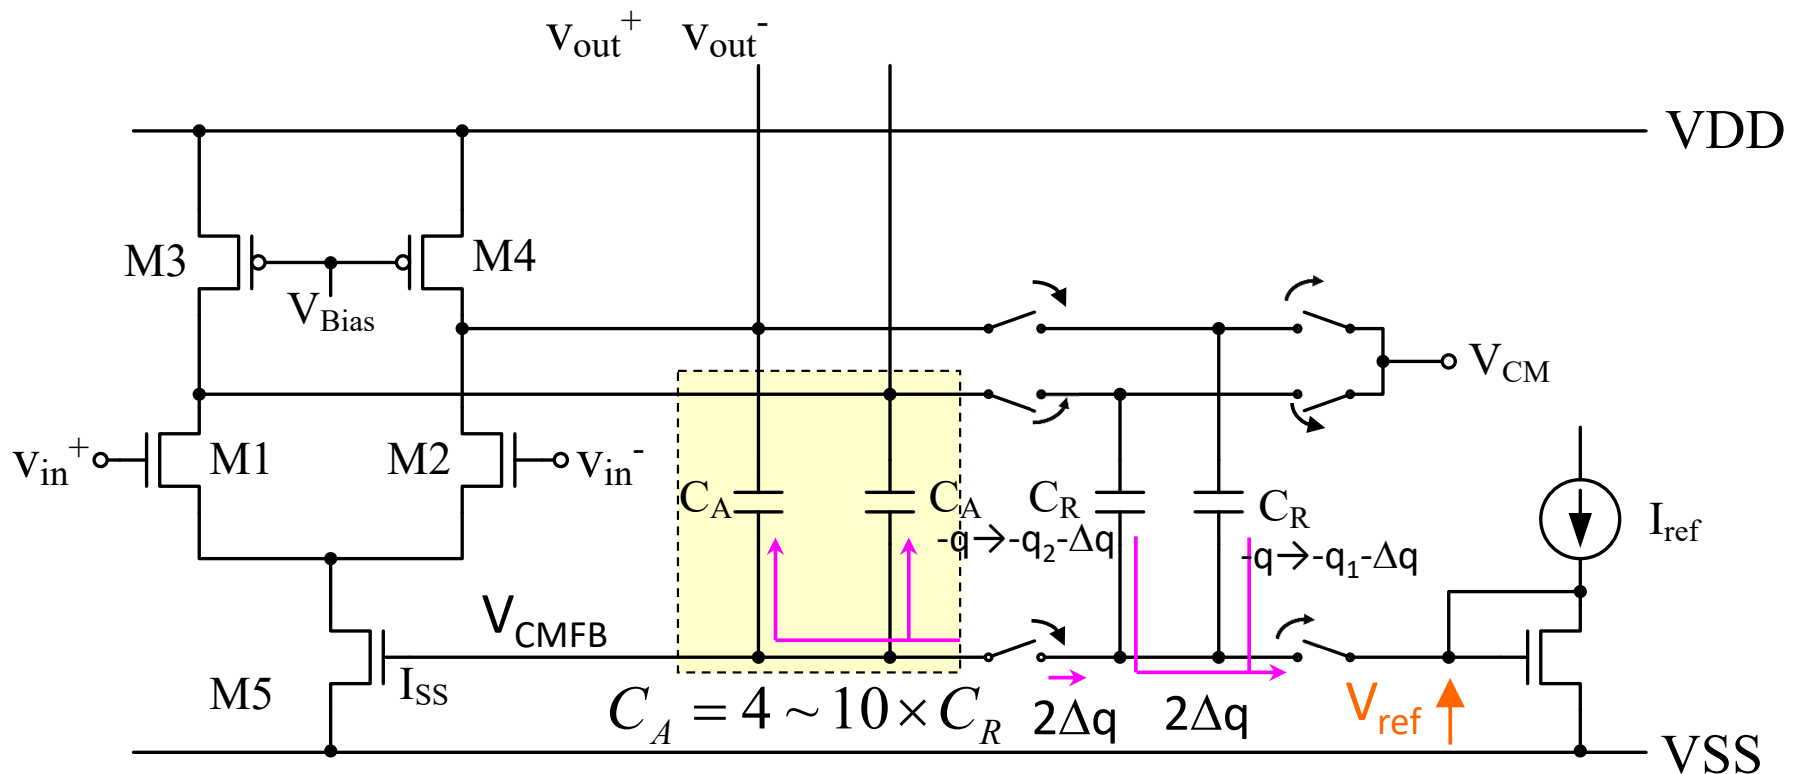 vout+ vout-
VDD
M3 M4
VBias
VCM
vin+ M1 M2 vin-
CA CA CR CR
-q→-q2-Δq -q→-q1-Δq
Iref
VCMFB
M5 ISS
CA = 4 ~ 10 × CR 2Δq 2Δq Vref
VSS